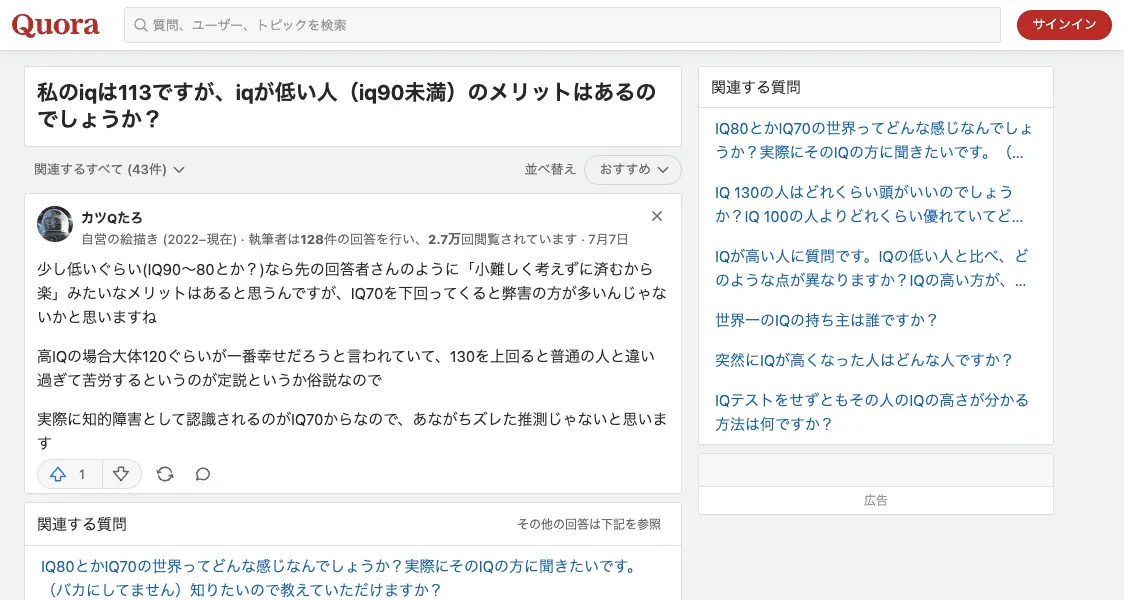 Quora
質問、ユーザー、トピックを検索
サインイン
私のiqは113ですが、iqが低い人（iq90未満）のメリットはあるの
でしょうか？
関連するすべて (43件)
並べ替え
おすすめ
カツQたろ
自営の絵描き (2022–現在) · 執筆者は128件の回答を行い、2.7万回閲覧されています · 7月7日
少し低いぐらい(IQ90〜80とか？)なら先の回答者さんのように「小難しく考えずに済むから
楽」みたいなメリットはあると思うんですが、IQ70を下回ってくると弊害の方が多いんじゃな
いかと思いますね
高IQの場合大体120ぐらいが一番幸せだろうと言われていて、130を上回ると普通の人と違い
過ぎて苦労するというのが定説というか俗説なので
実際に知的障害として認識されるのがIQ70からなので、あながちズレた推測じゃないと思いま
す
1
関連する質問
その他の回答は下記を参照
IQ80とかIQ70の世界ってどんな感じなんでしょうか？実際にそのIQの方に聞きたいです。
（バカにしてません）知りたいので教えていただけますか？
関連する質問
IQ80とかIQ70の世界ってどんな感じなんでしょ
うか？実際にそのIQの方に聞きたいです。（...
IQ 130の人はどれくらい頭がいいのでしょう
か？IQ 100の人よりどれくらい優れていてど...
IQが高い人に質問です。IQの低い人と比べ、ど
のような点が異なりますか？IQの高い方が、...
世界一のIQの持ち主は誰ですか？
突然にIQが高くなった人はどんな人ですか？
IQテストをせずともその人のIQの高さが分かる
方法は何ですか？
広告